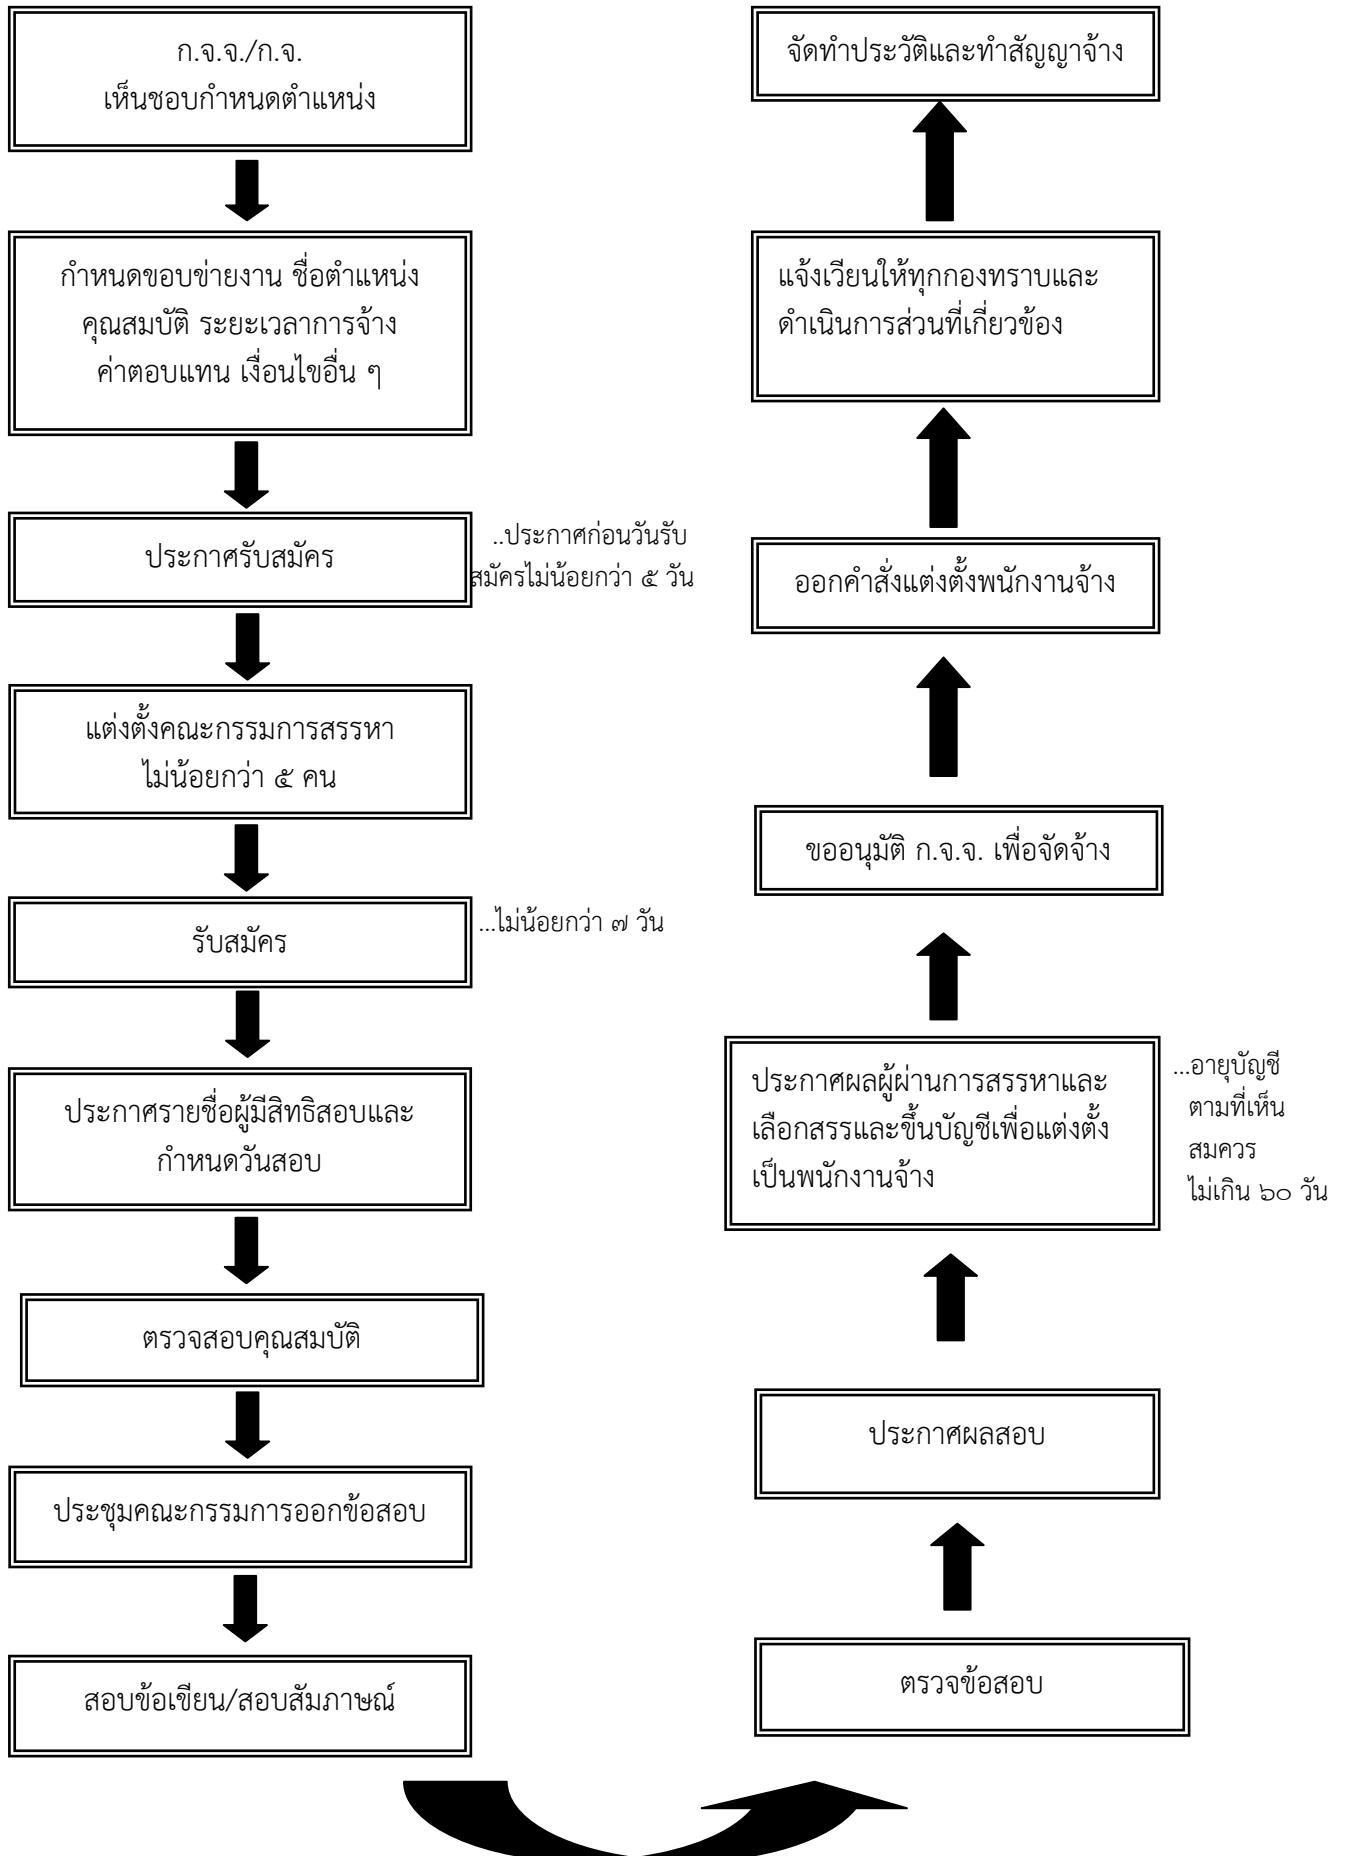 ก.จ.จ./ก.จ.
เห็นชอบกำหนดตำแหน่ง
กำหนดขอบข่ายงาน ชื่อตำแหน่ง
คุณสมบัติ ระยะเวลาการจ้าง
ค่าตอบแทน เงื่อนไขอื่น ๆ
ประกาศรับสมัคร
..ประกาศก่อนวันรับ
สมัครไม่น้อยกว่า ๕ วัน
แต่งตั้งคณะกรรมการสรรหา
ไม่น้อยกว่า ๕ คน
รับสมัคร
...ไม่น้อยกว่า ๗ วัน
ประกาศรายชื่อผู้มีสิทธิสอบและ
กำหนดวันสอบ
ตรวจสอบคุณสมบัติ
ประชุมคณะกรรมการออกข้อสอบ
สอบข้อเขียน/สอบสัมภาษณ์
ตรวจข้อสอบ
ประกาศผลสอบ
ประกาศผลผู้ผ่านการสรรหาและ
เลือกสรรและขึ้นบัญชีเพื่อแต่งตั้ง
เป็นพนักงานจ้าง
...อายุบัญชี
ตามที่เห็น
สมควร
ไม่เกิน ๖๐ วัน
ขออนุมัติ ก.จ.จ. เพื่อจัดจ้าง
ออกคำสั่งแต่งตั้งพนักงานจ้าง
แจ้งเวียนให้ทุกกองทราบและ
ดำเนินการส่วนที่เกี่ยวข้อง
จัดทำประวัติและทำสัญญาจ้าง